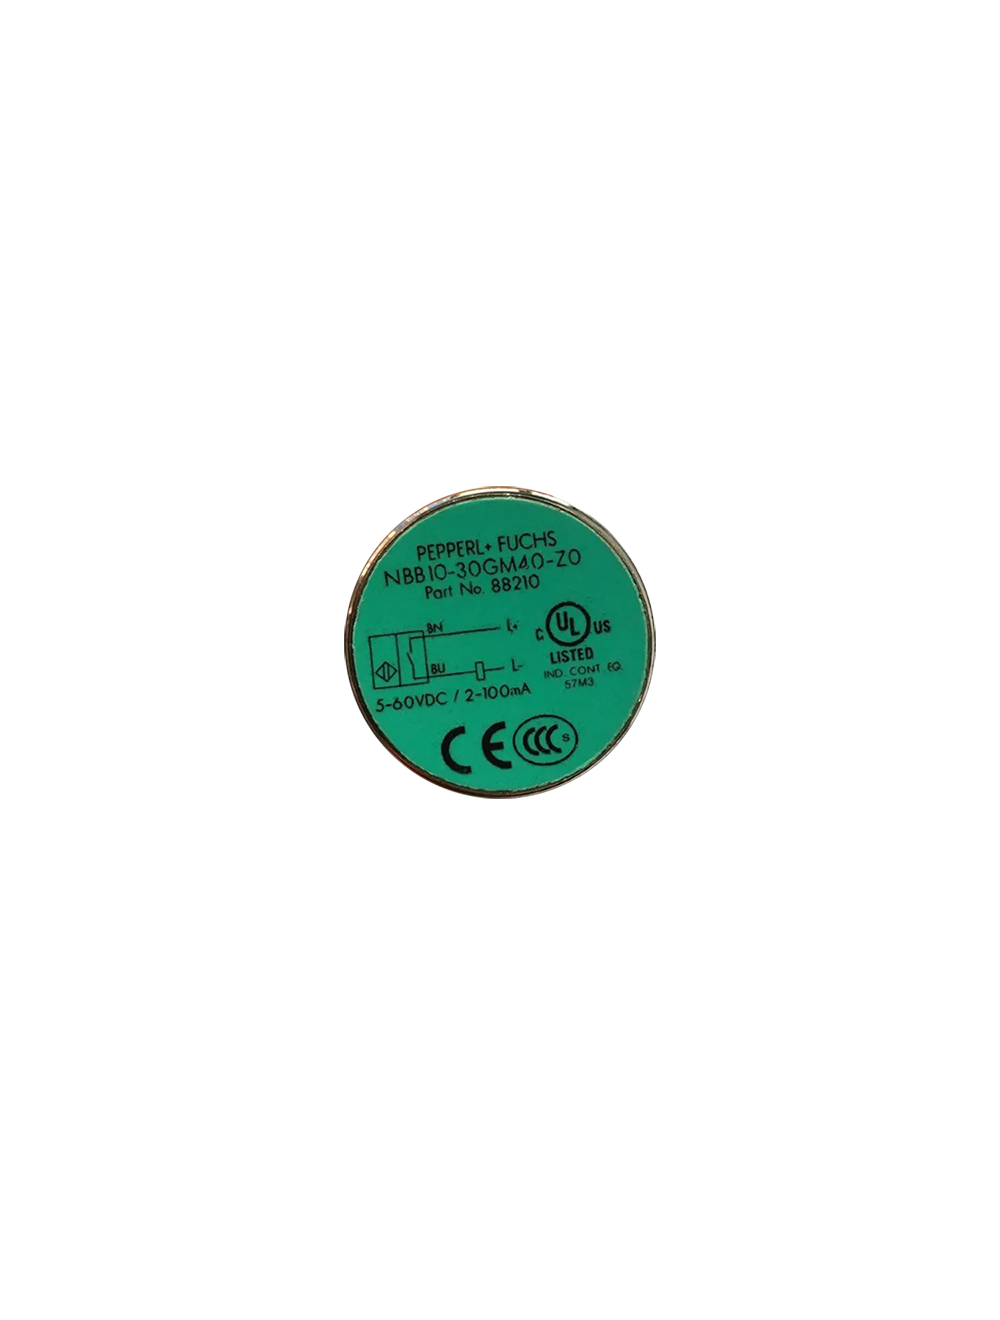 PEPPERL+ FUCHS
NBB10-30GM40-Z0
Part No. 88210
BN L+
BU L-
5-60VDC / 2-100mA
C UL US
LISTED
IND. CONT. EQ.
57M3
CE CCC S